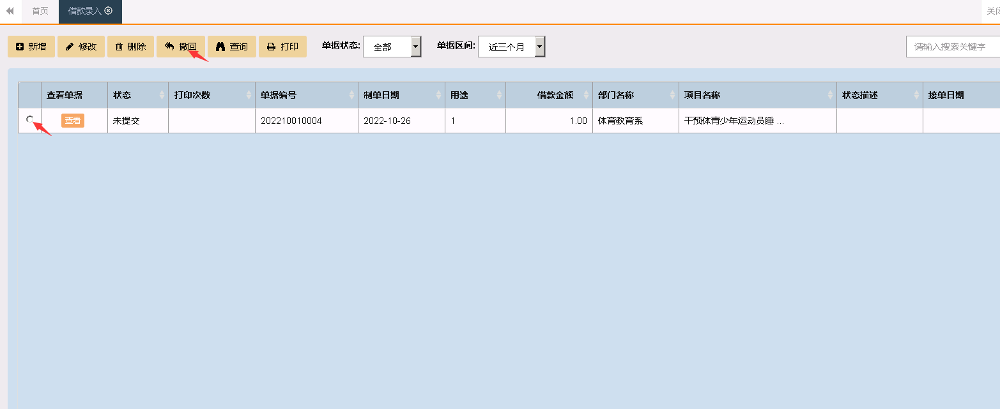 首页 借款录入 关闭
新增 修改 删除 撤回 查询 打印 单据状态: 全部 单据区间: 近三个月 请输入搜索关键字
查看单据 状态 打印次数 单据编号 制单日期 用途 借款金额 部门名称 项目名称 状态描述 接单日期
查看 未提交 202210010004 2022-10-26 1 1.00 体育教育系 干预体青少年运动员睡 ...